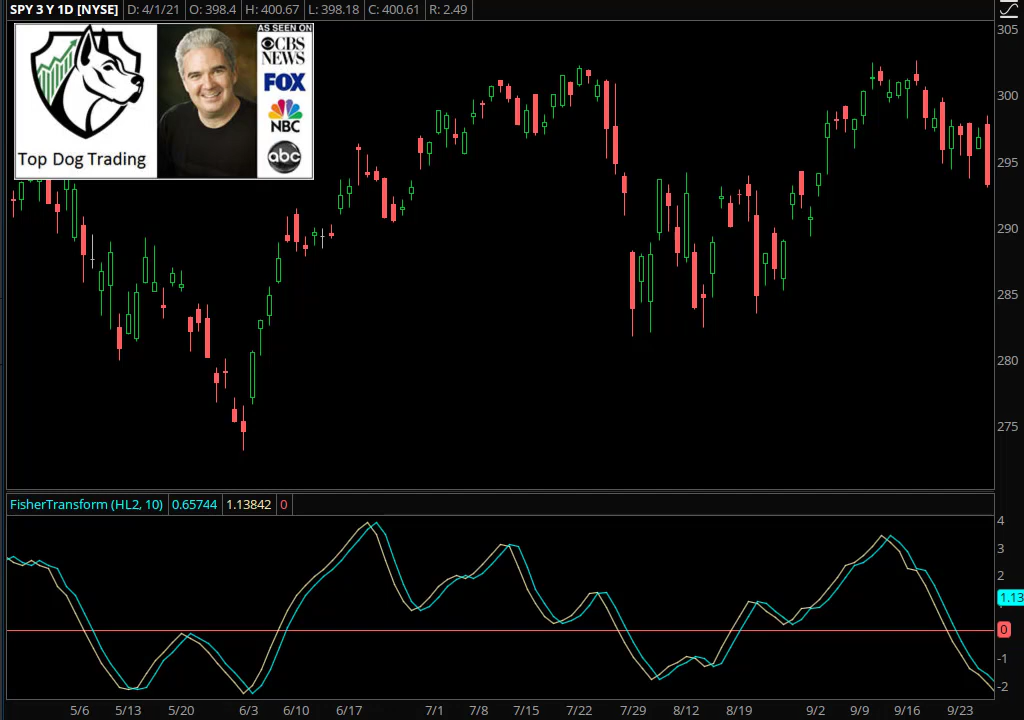 SPY 3 Y 1D [NYSE] D: 4/1/21 O: 398.4 H: 400.67 L: 398.18 C: 400.61 R: 2.49
AS SEEN ON
CBS
NEWS
FOX
NBC
abc
Top Dog Trading
305
300
295
290
285
280
275
FisherTransform (HL2, 10) 0.65744 1.13842 0
4
3
2
1.13
0
-1
-2
5/6 5/13 5/20 6/3 6/10 6/17 7/1 7/8 7/15 7/22 7/29 8/12 8/19 9/2 9/9 9/16 9/23